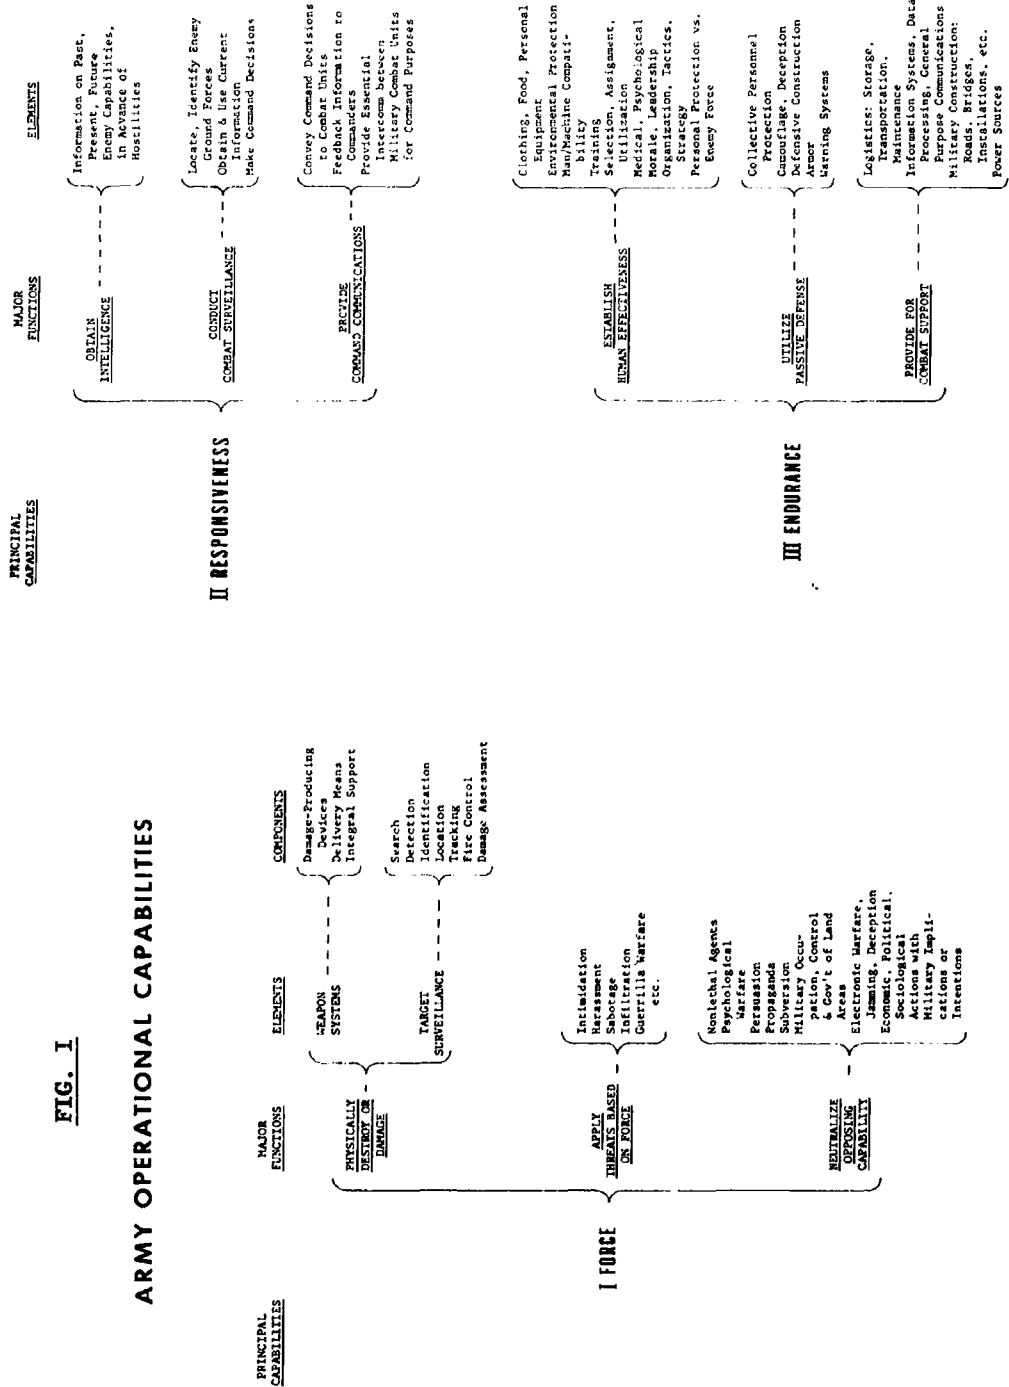 FIG. I
ARMY OPERATIONAL CAPABILITIES
PRINCIPAL
CAPABILITIES
MAJOR
FUNCTIONS
ELEMENTS
COMPONENTS
I FORCE
PHYSICALLY
DESTROY OR
DAMAGE
WEAPON
SYSTEMS
Damage-Producing
Devices
Delivery Means
Integral Support
TARGET
SURVEILLANCE
Search
Detection
Identification
Location
Tracking
Fire Control
Damage Assessment
APPLY
THREATS BASED
ON FORCE
Intimidation
Harassment
Sabotage
Infiltration
Guerrilla Warfare
etc.
NEUTRALIZE
OPPOSING
CAPABILITY
Nonlethal Agents
Psychological
Warfare
Persuasion
Propaganda
Subversion
Military Occu-
pation, Control
& Gov't of Land
Areas
Electronic Warfare,
Jamming, Deception
Economic, Political,
Sociological
Actions with
Military Impli-
cations or
Intentions
PRINCIPAL
CAPABILITIES
MAJOR
FUNCTIONS
ELEMENTS
II RESPONSIVENESS
OBTAIN
INTELLIGENCE
Information on Past,
Present, Future
Enemy Capabilities,
in Advance of
Hostilities
CONDUCT
COMBAT SURVEILLANCE
Locate, Identify Enemy
Ground Forces
Obtain & Use Current
Information
Make Command Decisions
PROVIDE
COMMAND COMMUNICATIONS
Convey Command Decisions
to Combat Units
Feedback Information to
Commanders
Provide Essential
Intercomm between
Military Combat Units
for Command Purposes
III ENDURANCE
ESTABLISH
HUMAN EFFECTIVENESS
Clothing, Food, Personal
Equipment
Environmental Protection
Man/Machine Compati-
bility
Training
Selection, Assignment,
Utilization
Medical, Psychological
Morale, Leadership
Organization, Tactics,
Strategy
Personal Protection vs.
Enemy Force
UTILIZE
PASSIVE DEFENSE
Collective Personnel
Protection
Camouflage, Deception
Defensive Construction
Armor
Warning Systems
PROVIDE FOR
COMBAT SUPPORT
Logistics: Storage,
Transportation,
Maintenance
Information Systems, Data
Processing, General
Purpose Communications
Military Construction:
Roads, Bridges,
Installations, etc.
Power Sources